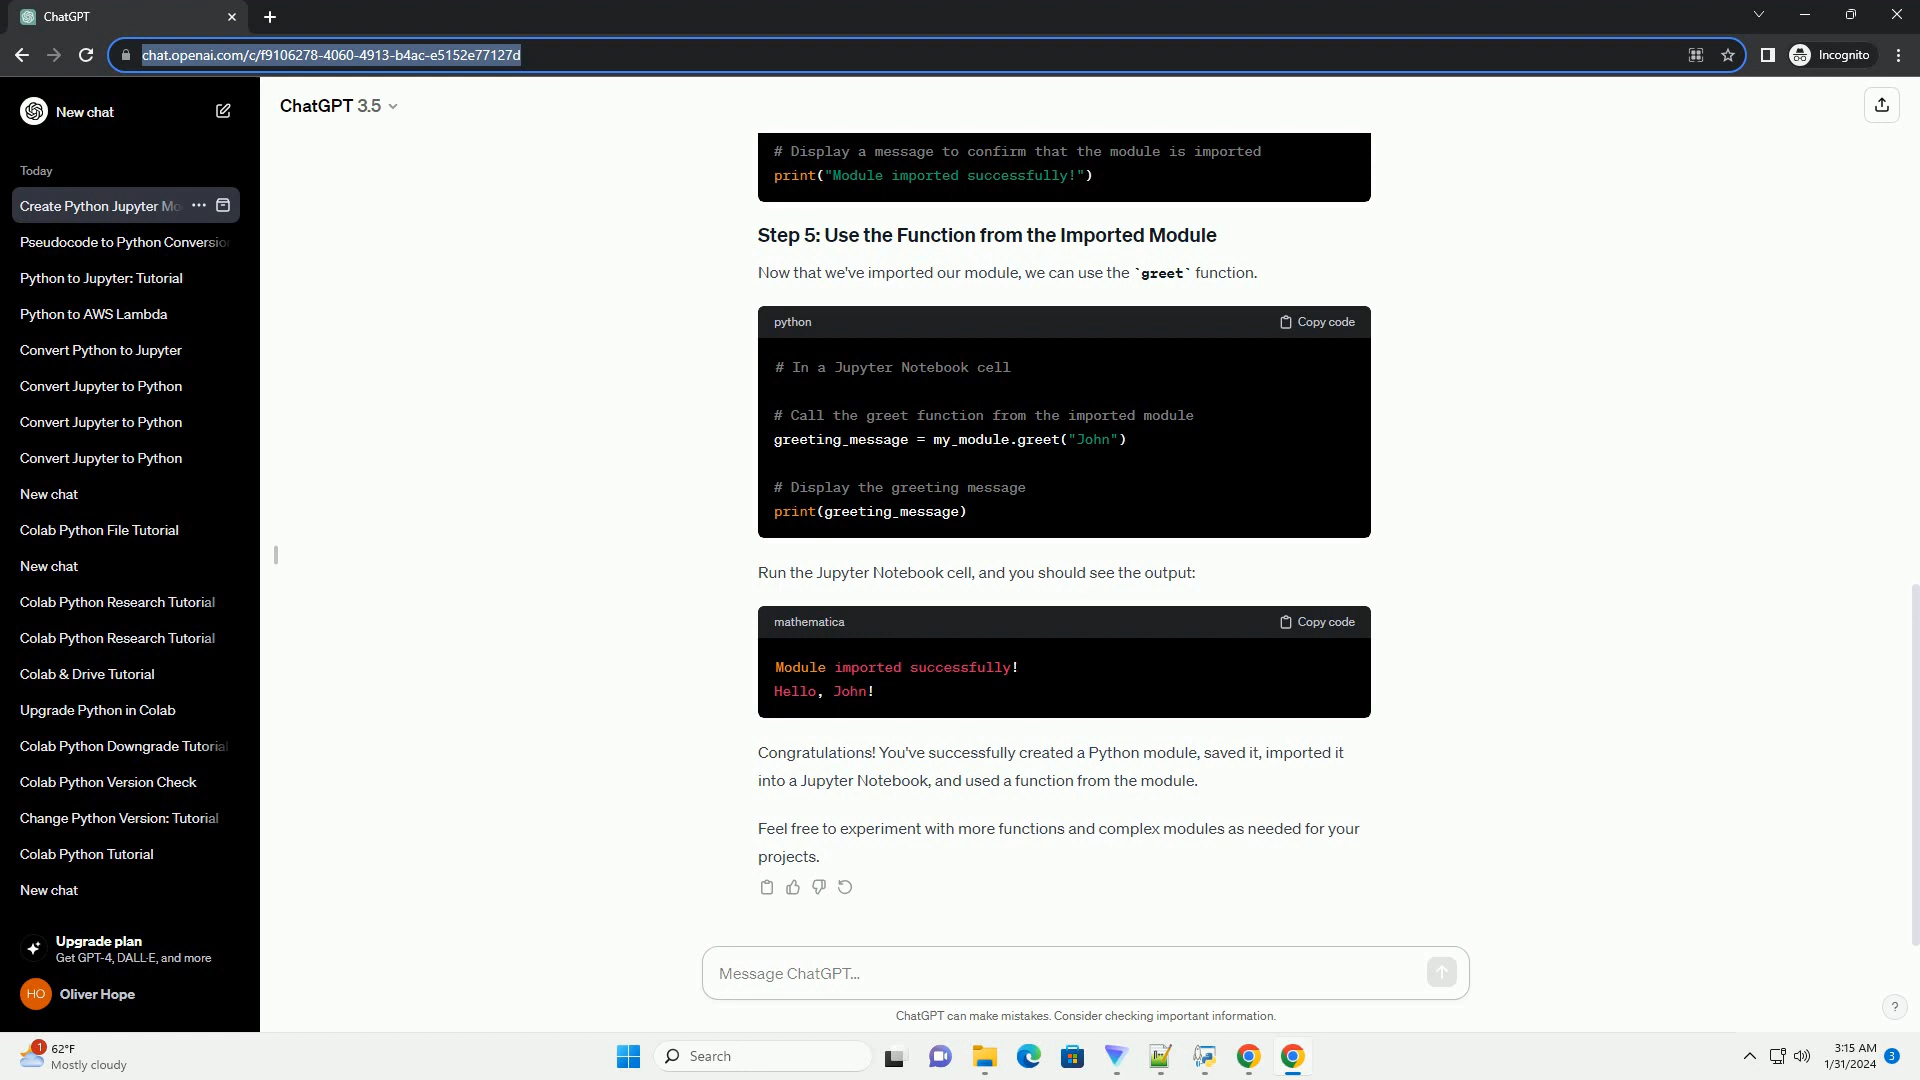 ChatGPT
chat.openai.com/c/f9106278-4060-4913-b4ac-e5152e77127d
Incognito
New chat
Today
Create Python Jupyter Mo
Pseudocode to Python Conversio
Python to Jupyter: Tutorial
Python to AWS Lambda
Convert Python to Jupyter
Convert Jupyter to Python
Convert Jupyter to Python
Convert Jupyter to Python
New chat
Colab Python File Tutorial
New chat
Colab Python Research Tutorial
Colab Python Research Tutorial
Colab & Drive Tutorial
Upgrade Python in Colab
Colab Python Downgrade Tutorial
Colab Python Version Check
Change Python Version: Tutorial
Colab Python Tutorial
New chat
Upgrade plan
Get GPT-4, DALL·E, and more
HO
Oliver Hope
ChatGPT 3.5
# Display a message to confirm that the module is imported
print("Module imported successfully!")
Step 5: Use the Function from the Imported Module
Now that we've imported our module, we can use the `greet` function.
python
Copy code
# In a Jupyter Notebook cell
# Call the greet function from the imported module
greeting_message = my_module.greet("John")
# Display the greeting message
print(greeting_message)
Run the Jupyter Notebook cell, and you should see the output:
mathematica
Copy code
Module imported successfully!
Hello, John!
Congratulations! You've successfully created a Python module, saved it, imported it
into a Jupyter Notebook, and used a function from the module.
Feel free to experiment with more functions and complex modules as needed for your
projects.
Message ChatGPT...
ChatGPT can make mistakes. Consider checking important information.
?
1
62°F
Mostly cloudy
Search
3:15 AM
1/31/2024
3